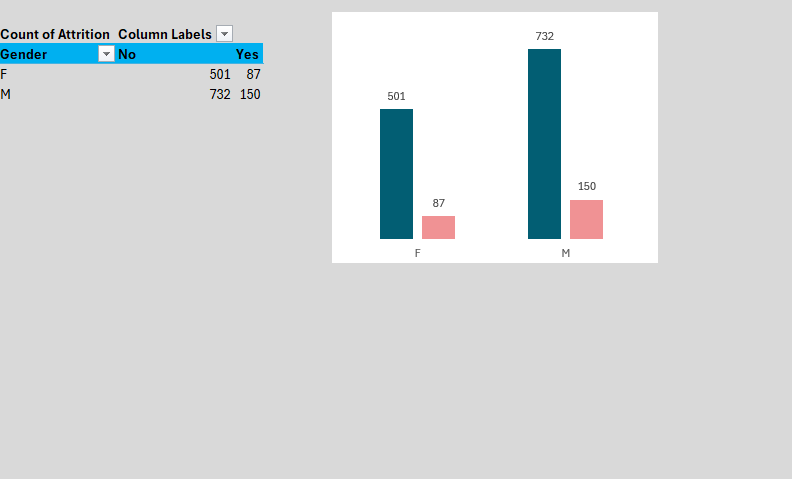 Count of Attrition Column Labels
Gender No Yes
F 501 87
M 732 150
732
501
150
87
F M